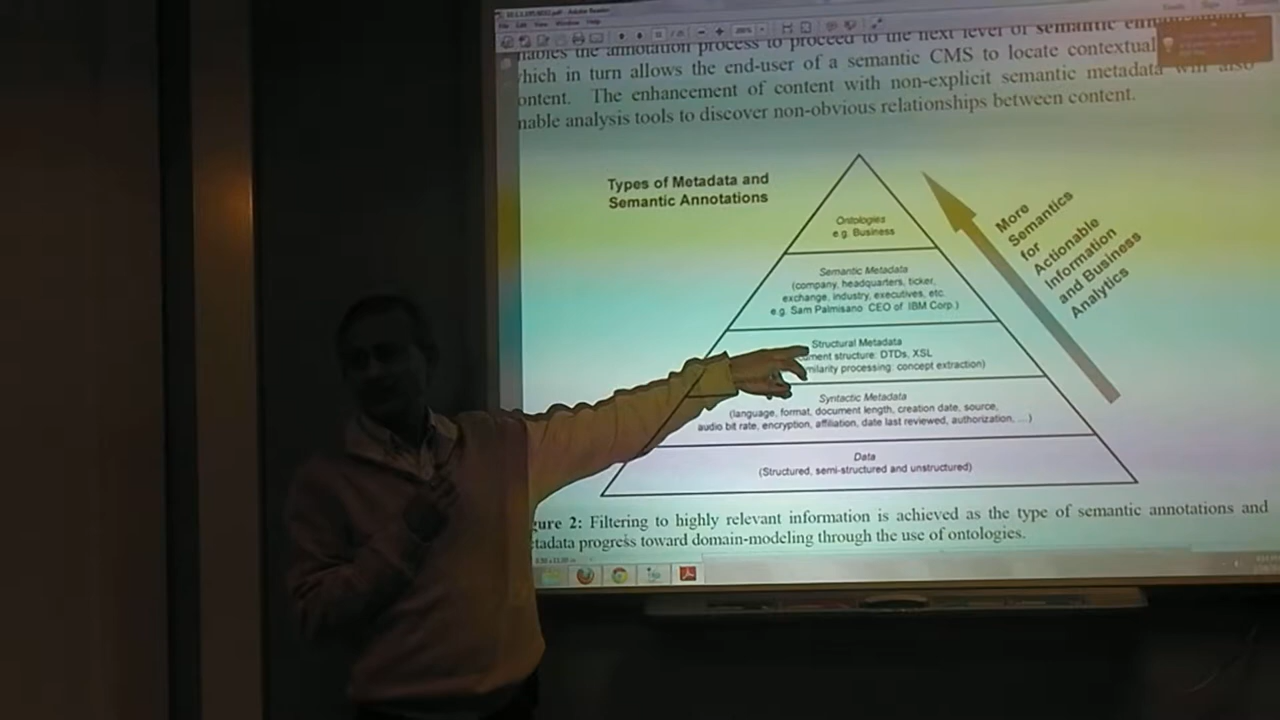 Adobe Reader
nables the annotation process to proceed to the next level of semantic
which in turn allows the end-user of a semantic CMS to locate contextual
ontent. The enhancement of content with non-explicit semantic metadata will also
nable analysis tools to discover non-obvious relationships between content.
Types of Metadata and
Semantic Annotations
Ontologies
e.g. Business
Semantic Metadata
(company, headquarters, ticker,
exchange, industry, executives, etc.
e.g. Sam Palmisano CEO of IBM Corp.)
Structural Metadata
ument structure: DTDs, XSL
milarity processing: concept extraction)
Syntactic Metadata
(language, format, document length, creation date, source,
audio bit rate, encryption, affiliation, date last reviewed, authorization, ...)
Data
(Structured, semi-structured and unstructured)
More
Semantics
for
Actionable
Information
and Business
Analytics
gure 2: Filtering to highly relevant information is achieved as the type of semantic annotations and
tadata progress toward domain-modeling through the use of ontologies.